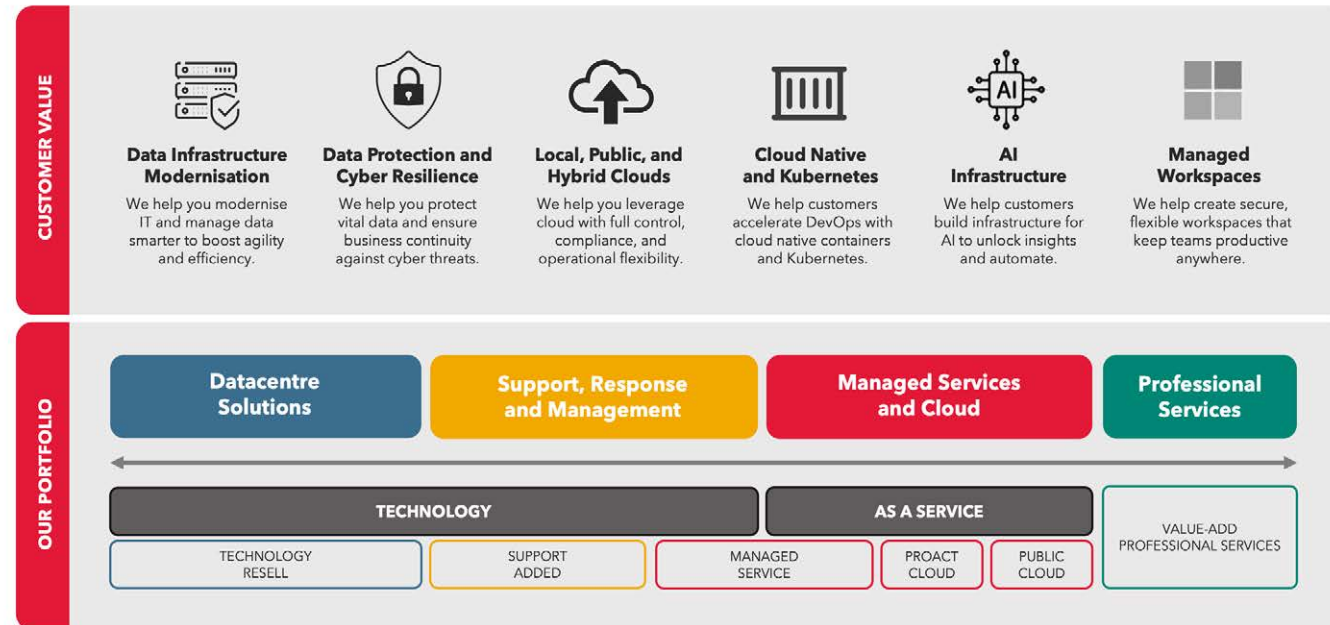 CUSTOMER VALUE
AI
Data Infrastructure
Modernisation
We help you modernise
IT and manage data
smarter to boost agility
and efficiency.
Data Protection and
Cyber Resilience
We help you protect
vital data and ensure
business continuity
against cyber threats.
Local, Public, and
Hybrid Clouds
We help you leverage
cloud with full control,
compliance, and
operational flexibility.
Cloud Native
and Kubernetes
We help customers
accelerate DevOps with
cloud native containers
and Kubernetes.
AI
Infrastructure
We help customers
build infrastructure for
AI to unlock insights
and automate.
Managed
Workspaces
We help create secure,
flexible workspaces that
keep teams productive
anywhere.
OUR PORTFOLIO
Datacentre
Solutions
Support, Response
and Management
Managed Services
and Cloud
Professional
Services
TECHNOLOGY
AS A SERVICE
TECHNOLOGY
RESELL
SUPPORT
ADDED
MANAGED
SERVICE
PROACT
CLOUD
PUBLIC
CLOUD
VALUE-ADD
PROFESSIONAL SERVICES